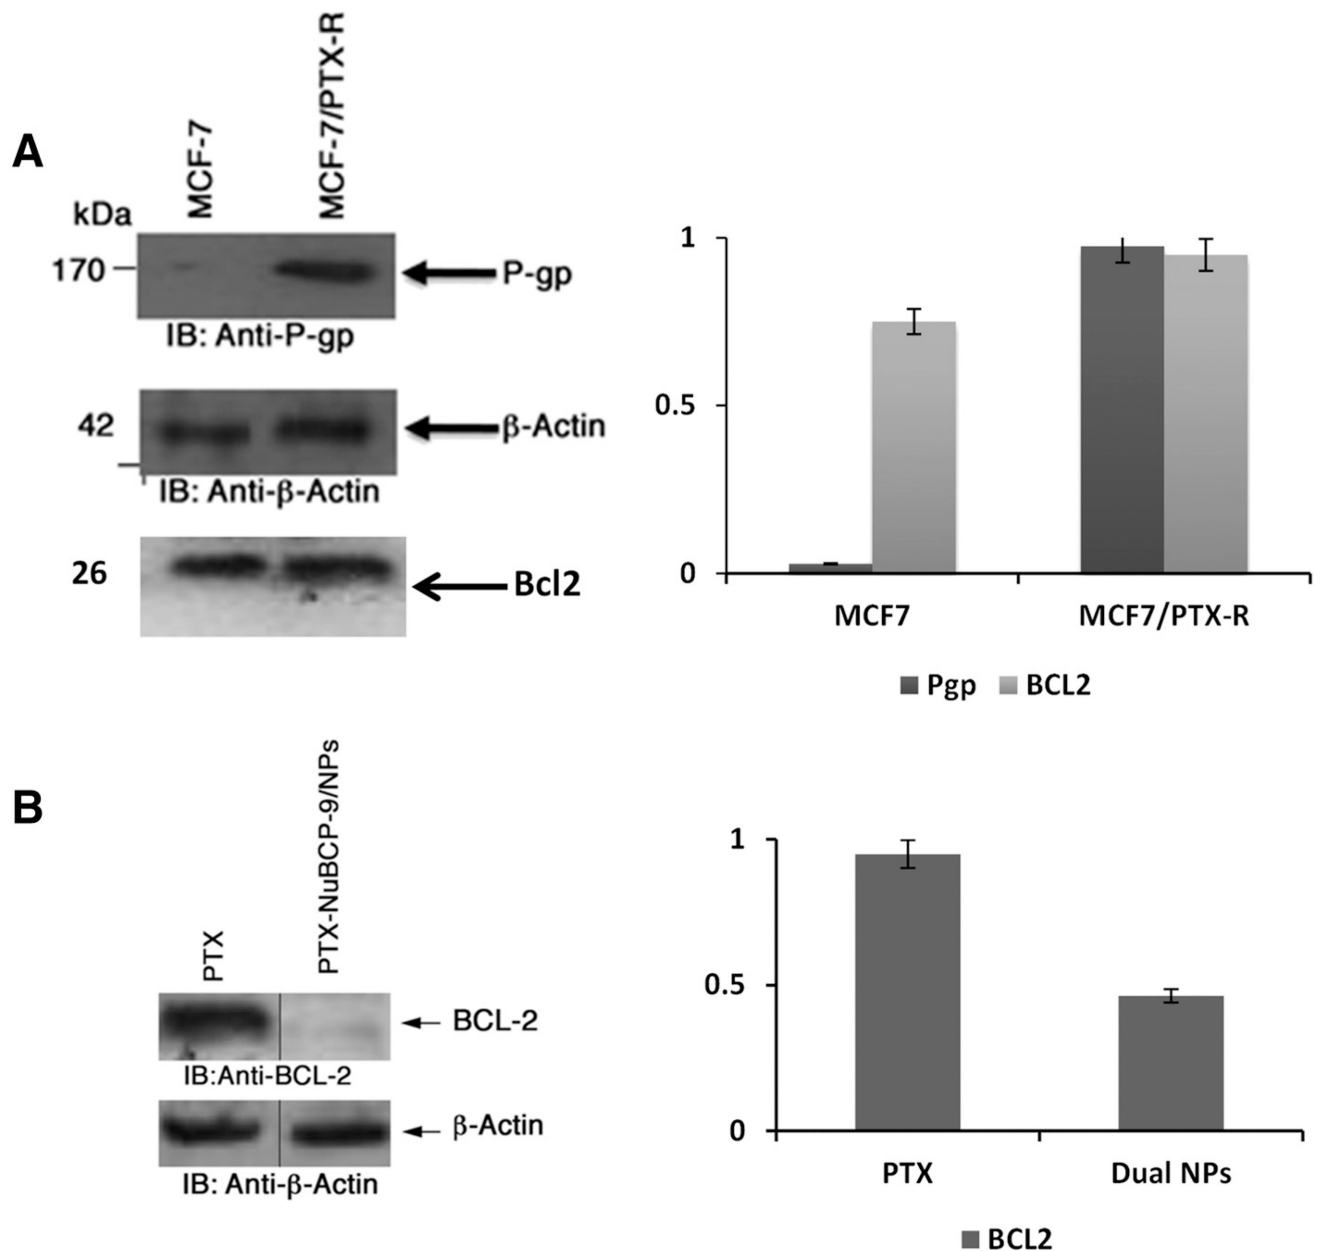 A
MCF-7
MCF-7/PTX-R
kDa
170
P-gp
IB: Anti-P-gp
42
β-Actin
IB: Anti-β-Actin
26
Bcl2
1
0.5
0
MCF7
MCF7/PTX-R
Pgp
BCL2
B
PTX
PTX-NuBCP-9/NPs
BCL-2
IB:Anti-BCL-2
β-Actin
IB: Anti-β-Actin
1
0.5
0
PTX
Dual NPs
BCL2